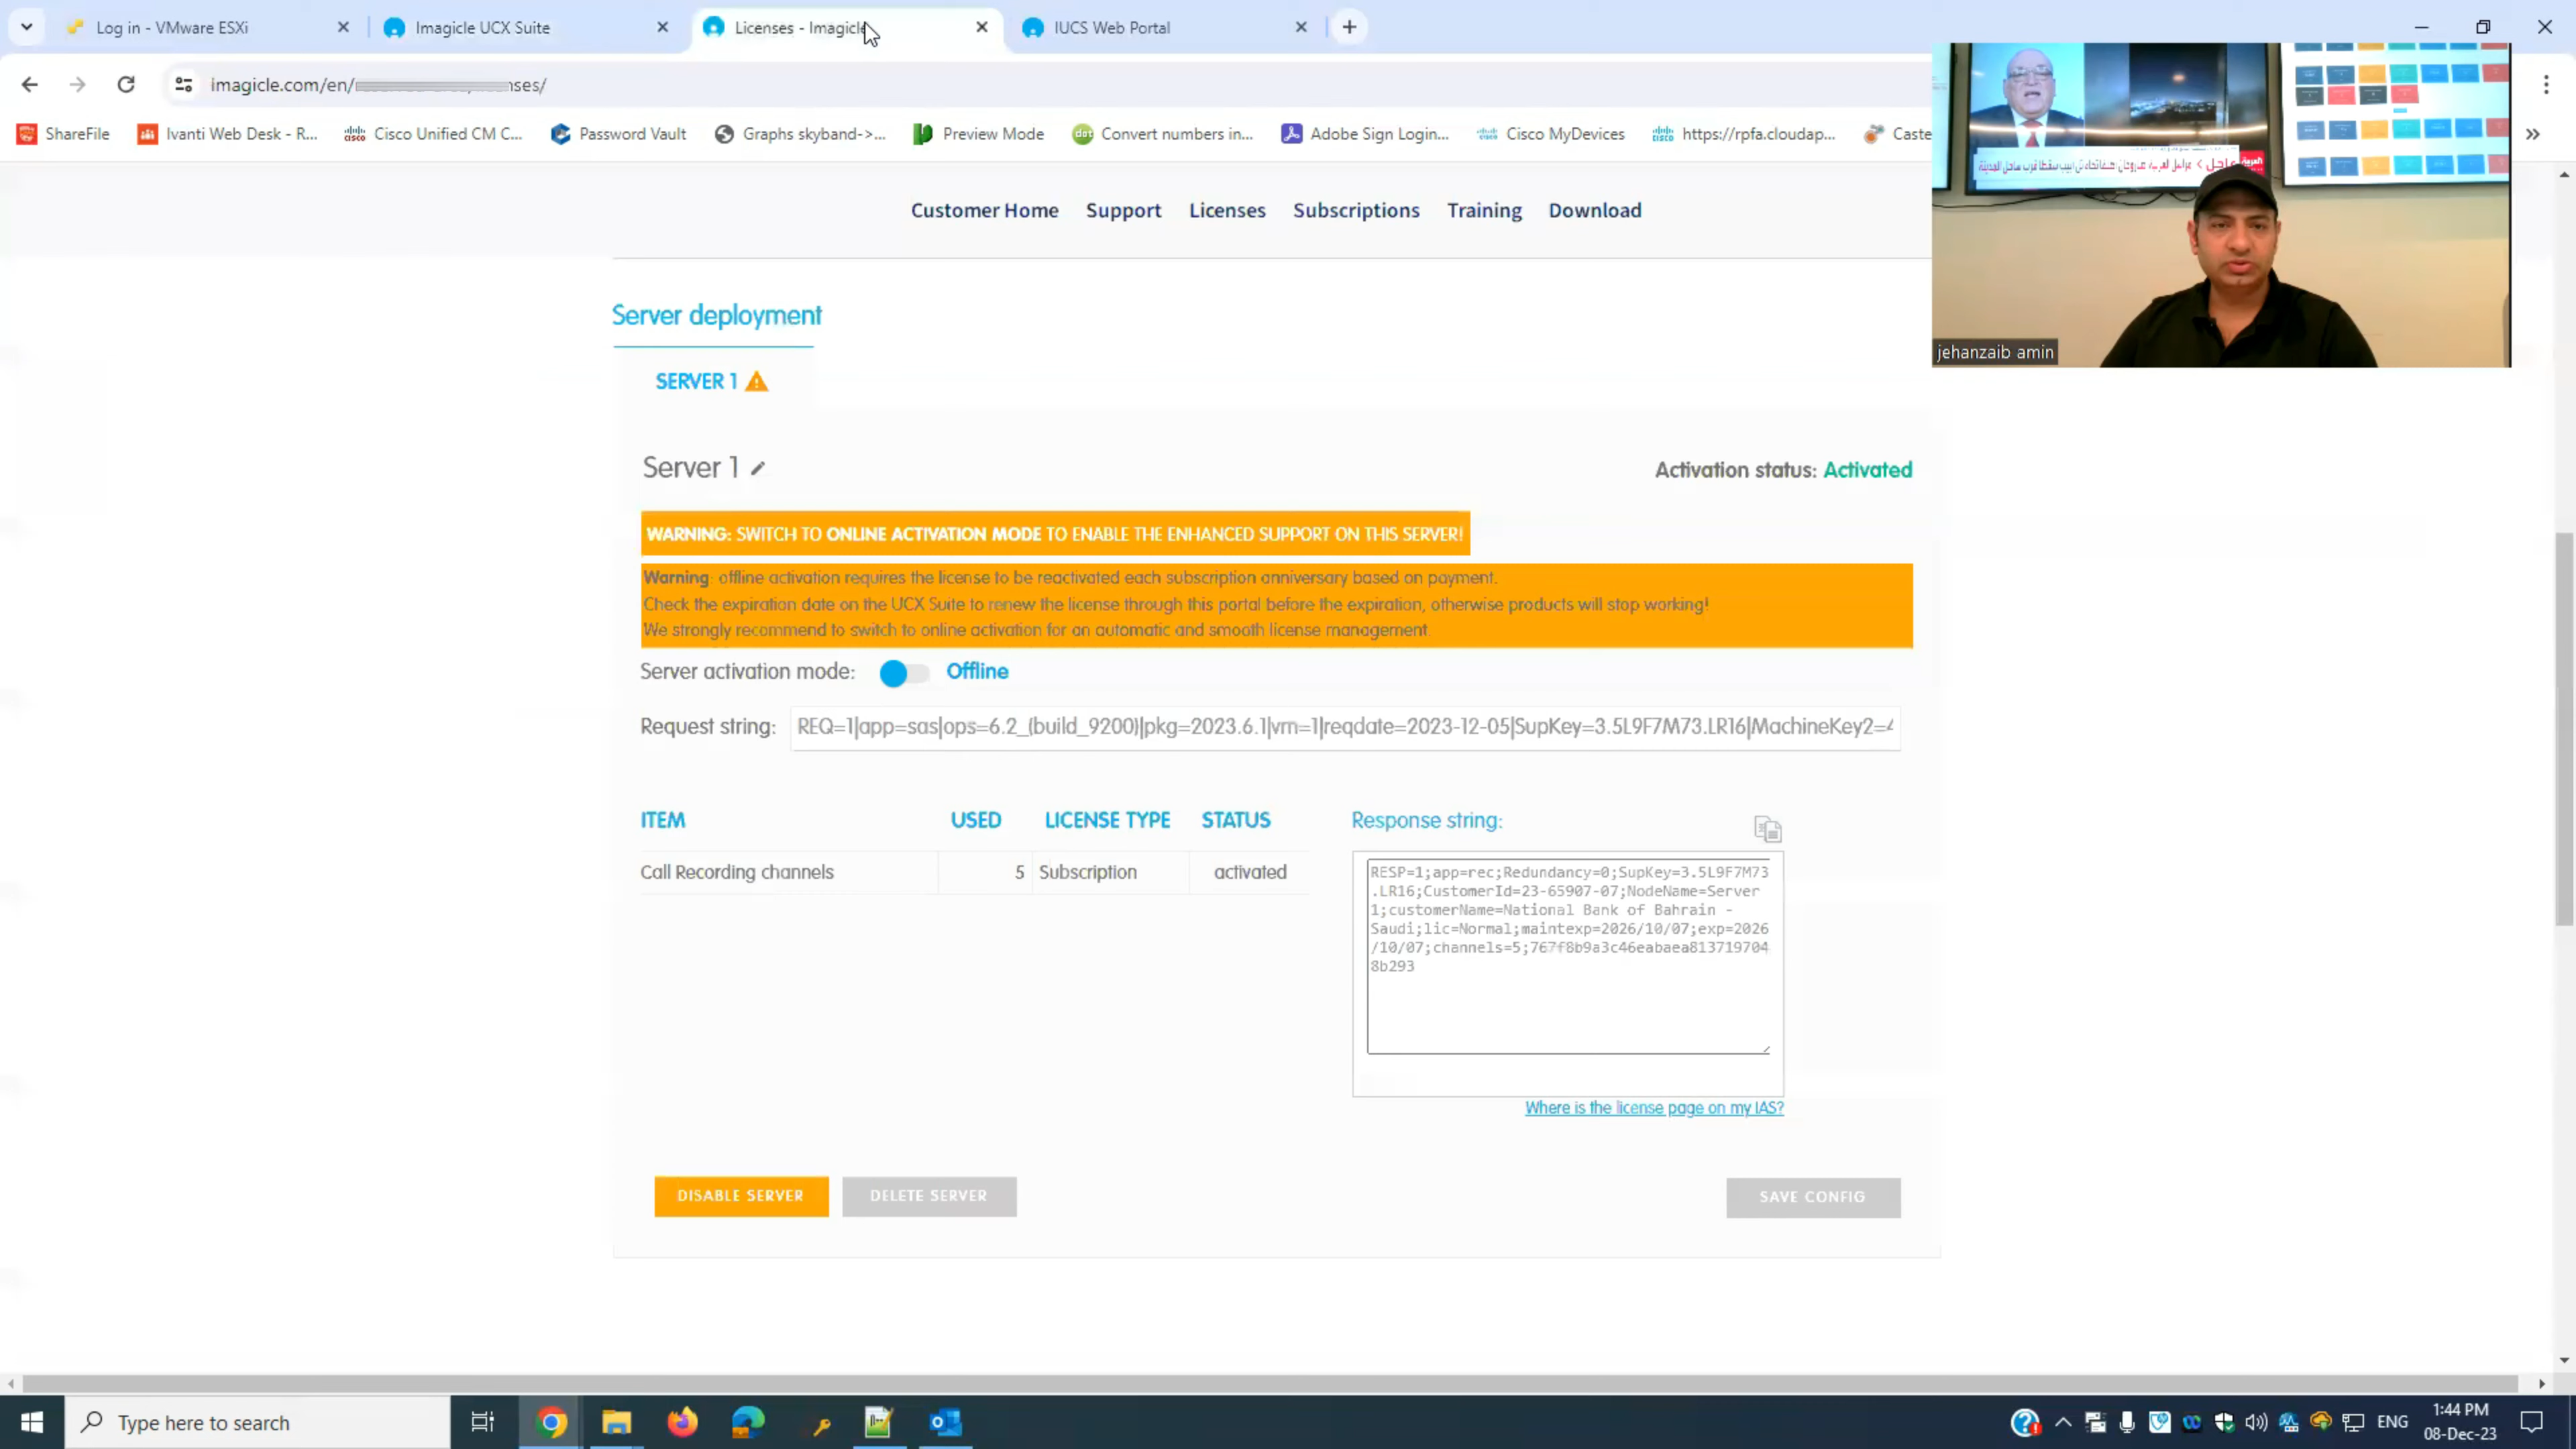 Log in - VMware ESXi
Imagicle UCX Suite
Licenses - Imagicle
IUCS Web Portal
imagicle.com/en/
nses/
ShareFile
Ivanti Web Desk - R...
Cisco Unified CM C...
Password Vault
Graphs skyband->...
Preview Mode
Convert numbers in...
Adobe Sign Login...
Cisco MyDevices
https://rpfa.cloudap...
Caste
Customer Home
Support
Licenses
Subscriptions
Training
Download
jehanzaib amin
Server deployment
SERVER 1
Server 1
Activation status: Activated
WARNING: SWITCH TO ONLINE ACTIVATION MODE TO ENABLE THE ENHANCED SUPPORT ON THIS SERVER!
Warning: offline activation requires the license to be reactivated each subscription anniversary based on payment.
Check the expiration date on the UCX Suite to renew the license through this portal before the expiration, otherwise products will stop working!
We strongly recommend to switch to online activation for an automatic and smooth license management.
Server activation mode: Offline
Request string: REQ=1|app=sas|ops=6.2_(build_9200)|pkg=2023.6.1|vm=1|reqdate=2023-12-05|SupKey=3.5L9F7M73.LR16|MachineKey2=4
ITEM USED LICENSE TYPE STATUS
Call Recording channels 5 Subscription activated
Response string:
RESP=1;app=rec;Redundancy=0;SupKey=3.5L9F7M73
.LR16;CustomerId=23-65907-07;NodeName=Server
1;customerName=National Bank of Bahrain -
Saudi;lic=Normal;maintexp=2026/10/07;exp=2026
/10/07;channels=5;767f8b9a3c46eabaea813719704
8b293
Where is the license page on my IAS?
DISABLE SERVER
DELETE SERVER
SAVE CONFIG
Type here to search
ENG
1:44 PM
08-Dec-23